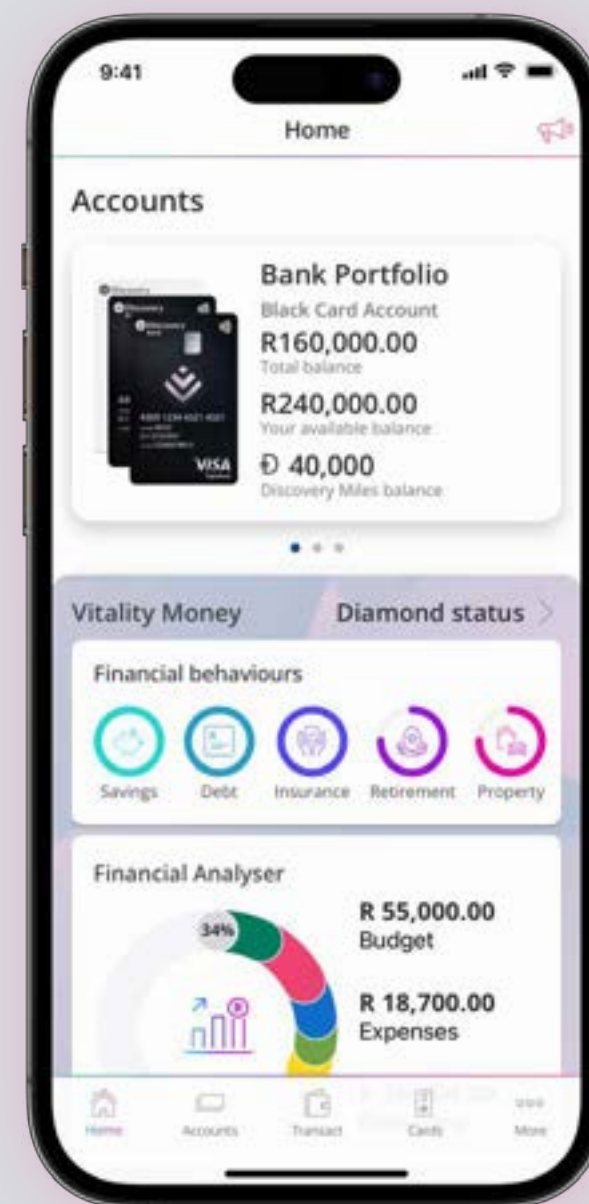 9:41
Home
Accounts
Bank Portfolio
Black Card Account
R160,000.00
Total balance
R240,000.00
Your available balance
40,000
Discovery Miles balance
Discovery
Discovery
VISA
Vitality Money
Diamond status
Financial behaviours
Savings
Debt
Insurance
Retirement
Property
Financial Analyser
34%
R 55,000.00
Budget
R 18,700.00
Expenses
Home
Accounts
Transact
Cards
More